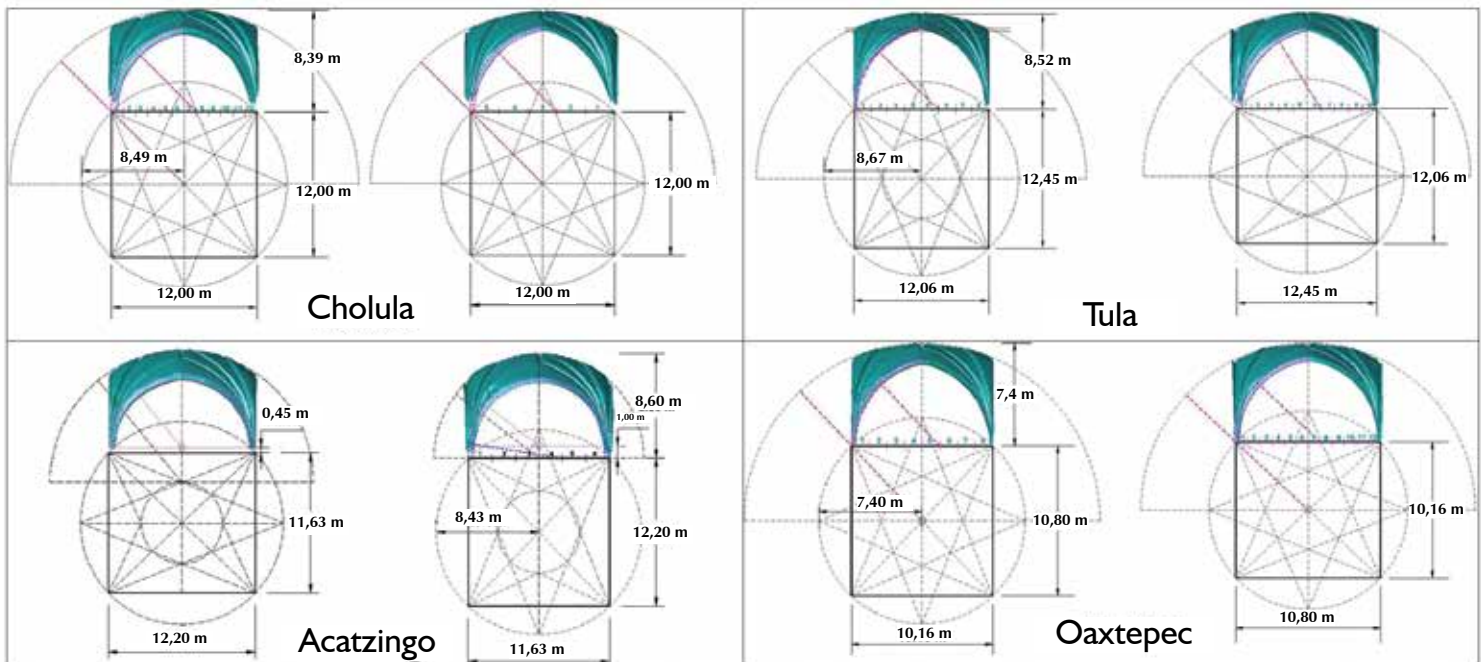 8,39 m
8,49 m
12,00 m
12,00 m
12,00 m
12,00 m
Cholula
8,52 m
8,67 m
12,45 m
12,06 m
12,06 m
12,45 m
Tula
0,45 m
11,63 m
12,20 m
8,60 m
1,00 m
8,43 m
12,20 m
11,63 m
Acatzingo
7,4 m
7,40 m
10,80 m
10,16 m
10,16 m
10,80 m
Oaxtepec